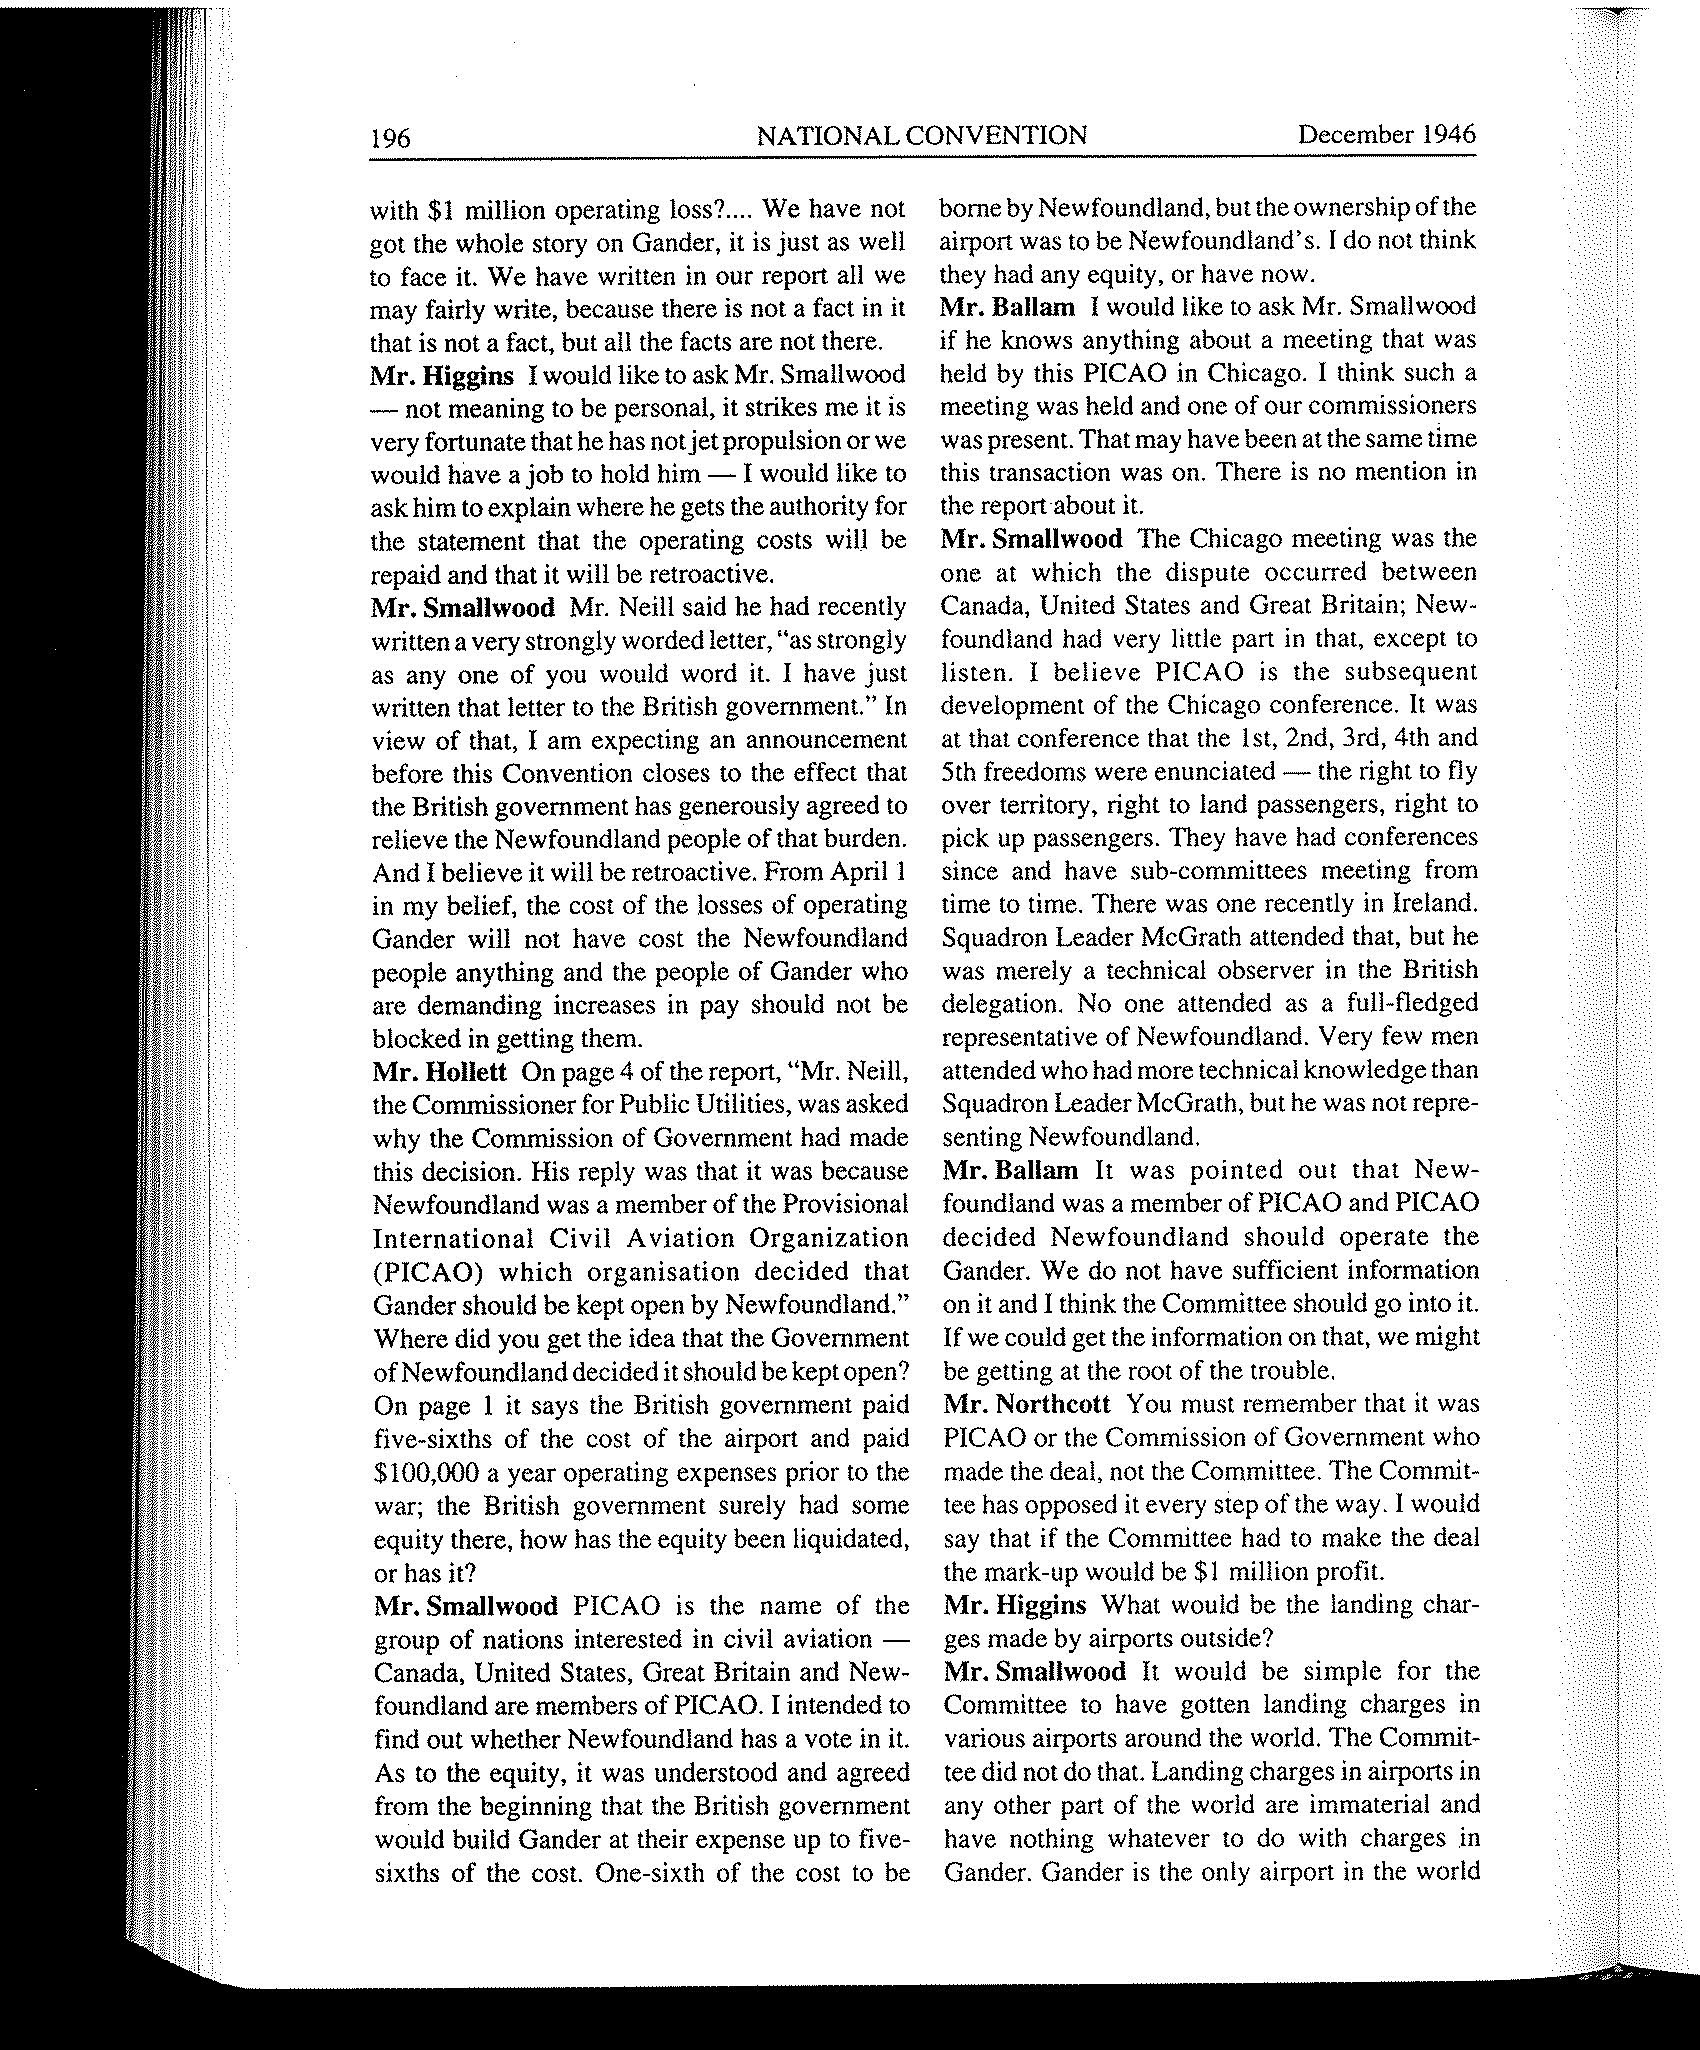 196 NATIONAL CONVENTION December 1946
with $1 million operating loss?.... We have not
got the whole story on Gander, it is just as well
to face it. We have written in our report all we
may fairly write, because there is not a fact in it
that is not a fact, but all the facts are not there.
Mr. Higgins I would like to ask Mr. Smallwood
— not meaning to be personal, it strikes me it is
very fortunate that he has not jet propulsion or we
would have a job to hold him — I would like to
ask him to explain where he gets the authority for
the statement that the operating costs will be
repaid and that it will be retroactive.
Mr. Smallwood Mr. Neill said he had recently
written a very strongly worded letter, "as strongly
as any one of you would word it. I have just
written that letter to the British government." In
view of that, I am expecting an announcement
before this Convention closes to the effect that
the British government has generously agreed to
relieve the Newfoundland people of that burden.
And I believe it will be retroactive. From April 1
in my belief, the cost of the losses of operating
Gander will not have cost the Newfoundland
people anything and the people of Gander who
are demanding increases in pay should not be
blocked in getting them.
Mr. Hollett On page 4 of the report, "Mr. Neill,
the Commissioner for Public Utilities, was asked
why the Commission of Government had made
this decision. His reply was that it was because
Newfoundland was a member of the Provisional
International Civil Aviation Organization
(PICAO) which organisation decided that
Gander should be kept open by Newfoundland."
Where did you get the idea that the Government
of Newfoundland decided it should be kept open?
On page 1 it says the British government paid
five-sixths of the cost of the airport and paid
$100,000 a year operating expenses prior to the
war; the British government surely had some
equity there, how has the equity been liquidated,
or has it?
Mr. Smallwood PICAO is the name of the
group of nations interested in civil aviation —
Canada, United States, Great Britain and New-
foundland are members of PICAO. I intended to
find out whether Newfoundland has a vote in it.
As to the equity, it was understood and agreed
from the beginning that the British government
would build Gander at their expense up to five-
sixths of the cost. One-sixth of the cost to be
borne by Newfoundland, but the ownership of the
airport was to be Newfoundland's. I do not think
they had any equity, or have now.
Mr. Ballam I would like to ask Mr. Smallwood
if he knows anything about a meeting that was
held by this PICAO in Chicago. I think such a
meeting was held and one of our commissioners
was present. That may have been at the same time
this transaction was on. There is no mention in
the report about it.
Mr. Smallwood The Chicago meeting was the
one at which the dispute occurred between
Canada, United States and Great Britain; New-
foundland had very little part in that, except to
listen. I believe PICAO is the subsequent
development of the Chicago conference. It was
at that conference that the 1st, 2nd, 3rd, 4th and
5th freedoms were enunciated — the right to fly
over territory, right to land passengers, right to
pick up passengers. They have had conferences
since and have sub-committees meeting from
time to time. There was one recently in Ireland.
Squadron Leader McGrath attended that, but he
was merely a technical observer in the British
delegation. No one attended as a full-fledged
representative of Newfoundland. Very few men
attended who had more technical knowledge than
Squadron Leader McGrath, but he was not repre-
senting Newfoundland.
Mr. Ballam It was pointed out that New-
foundland was a member of PICAO and PICAO
decided Newfoundland should operate the
Gander. We do not have sufficient information
on it and I think the Committee should go into it.
If we could get the information on that, we might
be getting at the root of the trouble.
Mr. Northcott You must remember that it was
PICAO or the Commission of Government who
made the deal, not the Committee. The Commit-
tee has opposed it every step of the way. I would
say that if the Committee had to make the deal
the mark-up would be $1 million profit.
Mr. Higgins What would be the landing char-
ges made by airports outside?
Mr. Smallwood It would be simple for the
Committee to have gotten landing charges in
various airports around the world. The Commit-
tee did not do that. Landing charges in airports in
any other part of the world are immaterial and
have nothing whatever to do with charges in
Gander. Gander is the only airport in the world